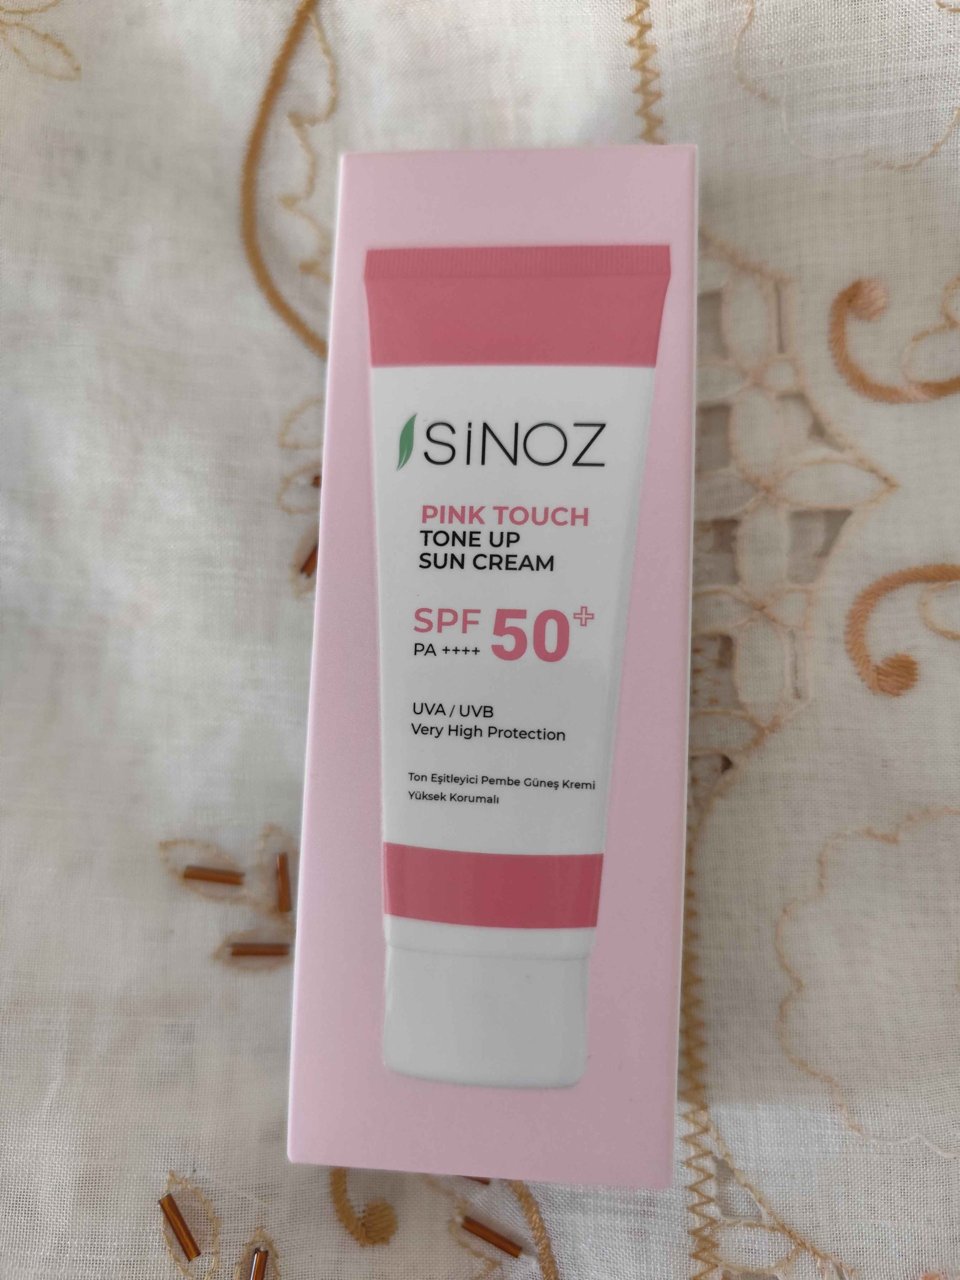 SiNOZ
PINK TOUCH
TONE UP
SUN CREAM
SPF 50+
PA ++++
UVA / UVB
Very High Protection
Ton Eşitleyici Pembe Güneş Kremi
Yüksek Korumalı